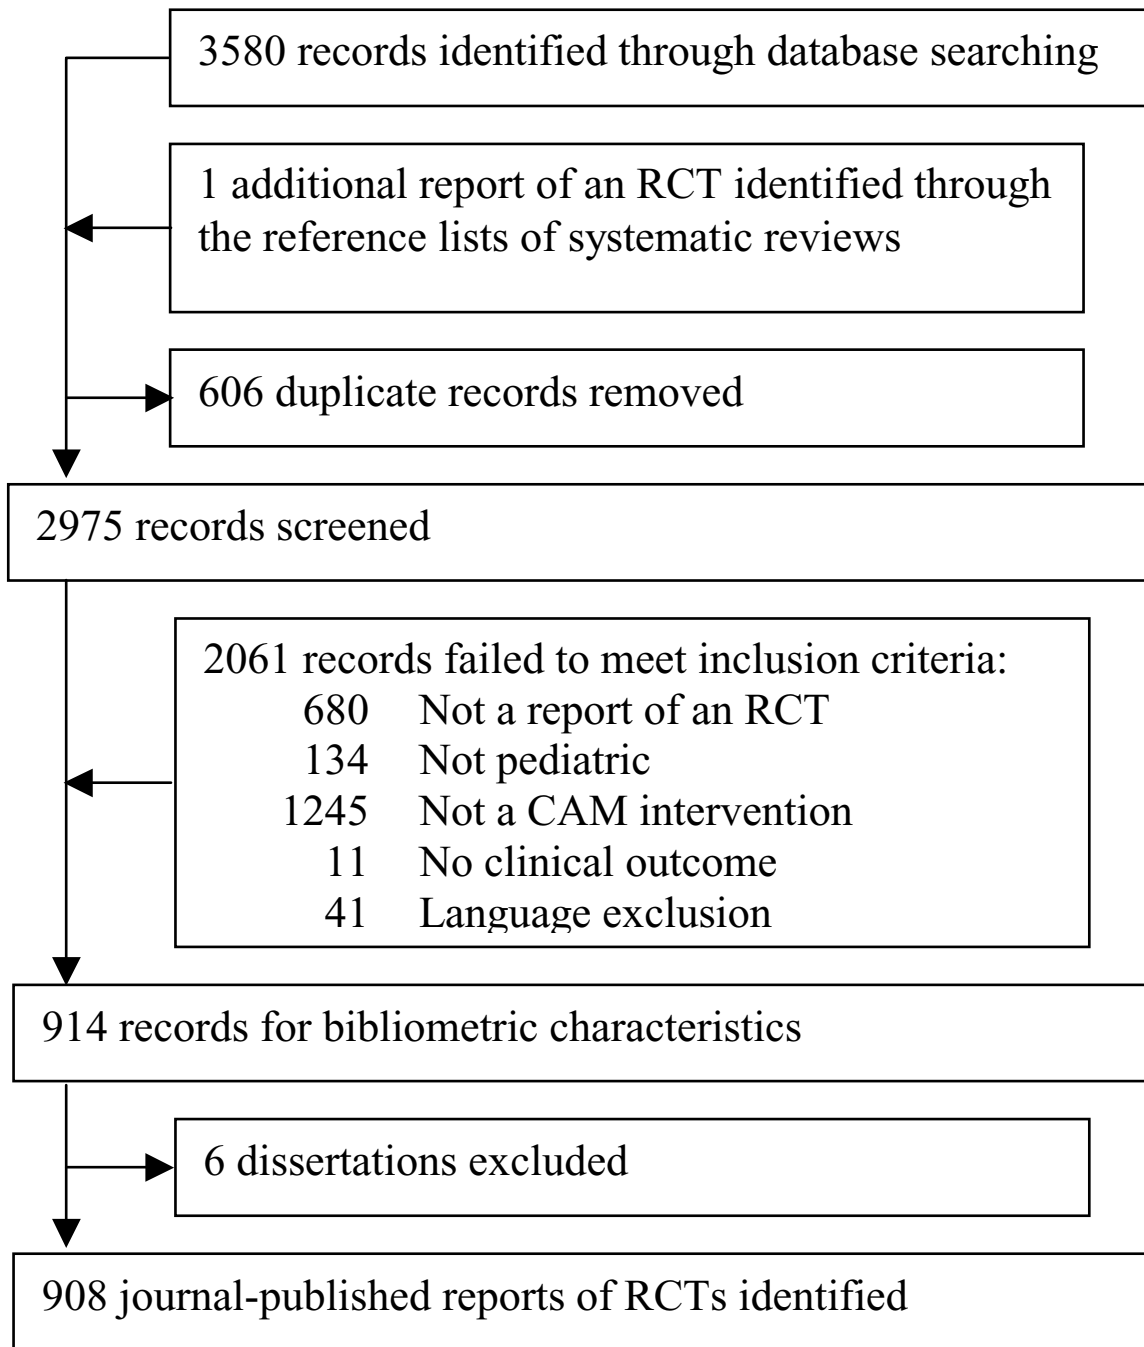 3580 records identified through database searching
1 additional report of an RCT identified through
the reference lists of systematic reviews
606 duplicate records removed
2975 records screened
2061 records failed to meet inclusion criteria:
680 Not a report of an RCT
134 Not pediatric
1245 Not a CAM intervention
11 No clinical outcome
41 Language exclusion
914 records for bibliometric characteristics
6 dissertations excluded
908 journal-published reports of RCTs identified